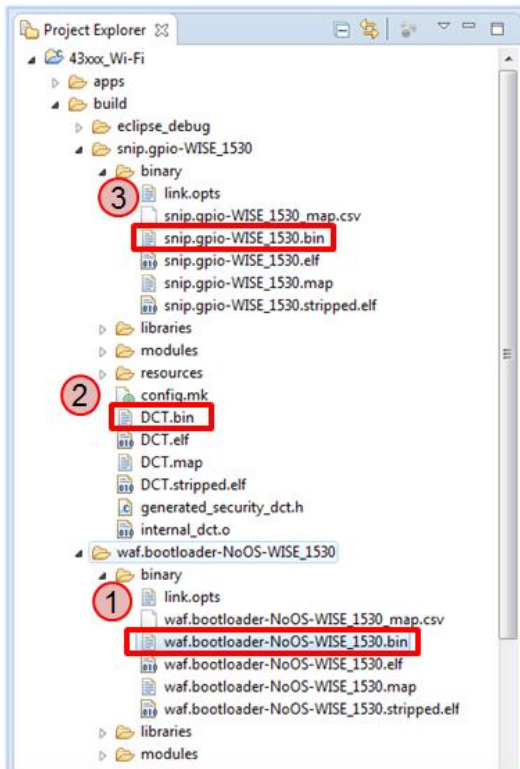 Project Explorer
43xxx_Wi-Fi
apps
build
eclipse_debug
snip.gpio-WISE_1530
binary
3
link.opts
snip.gpio-WISE_1530_map.csv
snip.gpio-WISE_1530.bin
snip.gpio-WISE_1530.elf
snip.gpio-WISE_1530.map
snip.gpio-WISE_1530.stripped.elf
libraries
modules
resources
2
config.mk
DCT.bin
DCT.elf
DCT.map
DCT.stripped.elf
generated_security_dct.h
internal_dct.o
waf.bootloader-NoOS-WISE_1530
binary
1
link.opts
waf.bootloader-NoOS-WISE_1530_map.csv
waf.bootloader-NoOS-WISE_1530.bin
waf.bootloader-NoOS-WISE_1530.elf
waf.bootloader-NoOS-WISE_1530.map
waf.bootloader-NoOS-WISE_1530.stripped.elf
libraries
modules